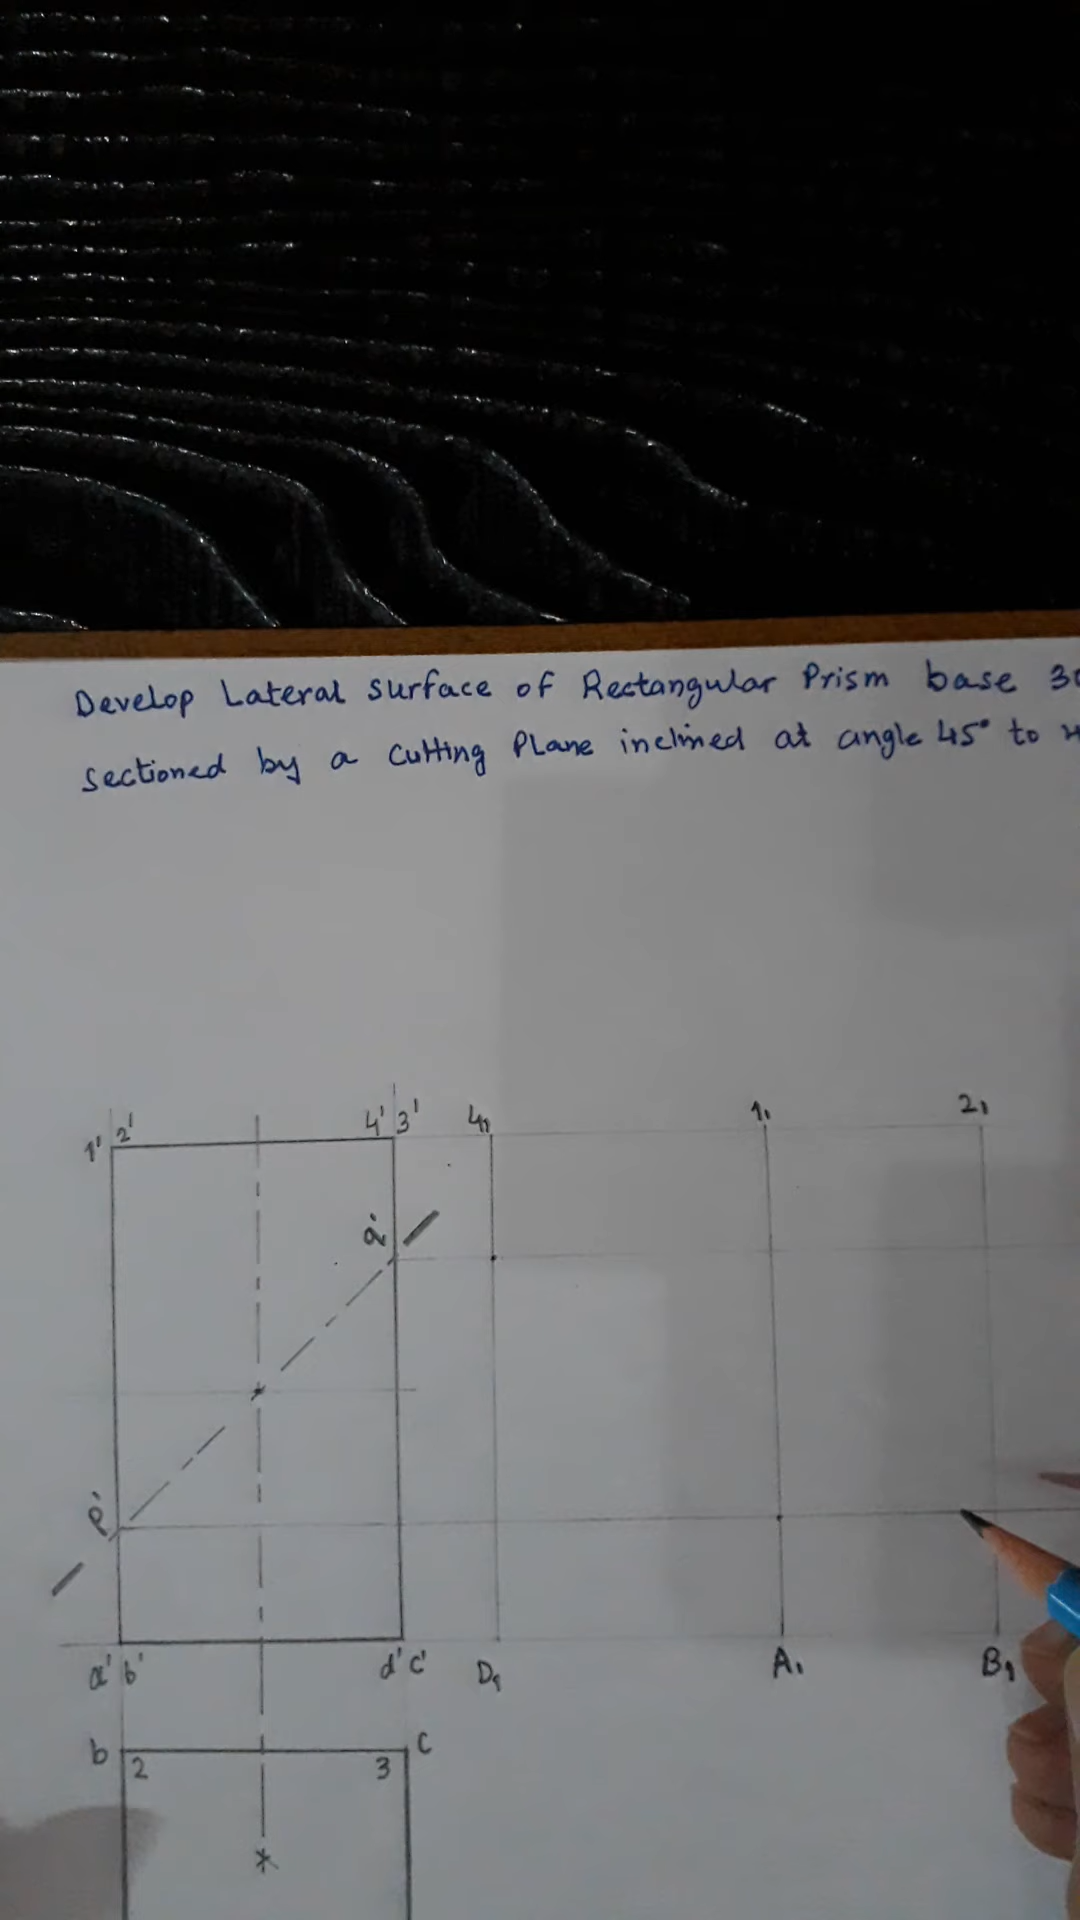 Develop Lateral surface of Rectangular Prism base
sectioned by a Cutting Plane inclined at angle 45° to
1' 2' 4' 3' 4₁ 1₁ 2₁
q'
p'
a' b' d' c' D₁ A₁ B₁
b c
2 3